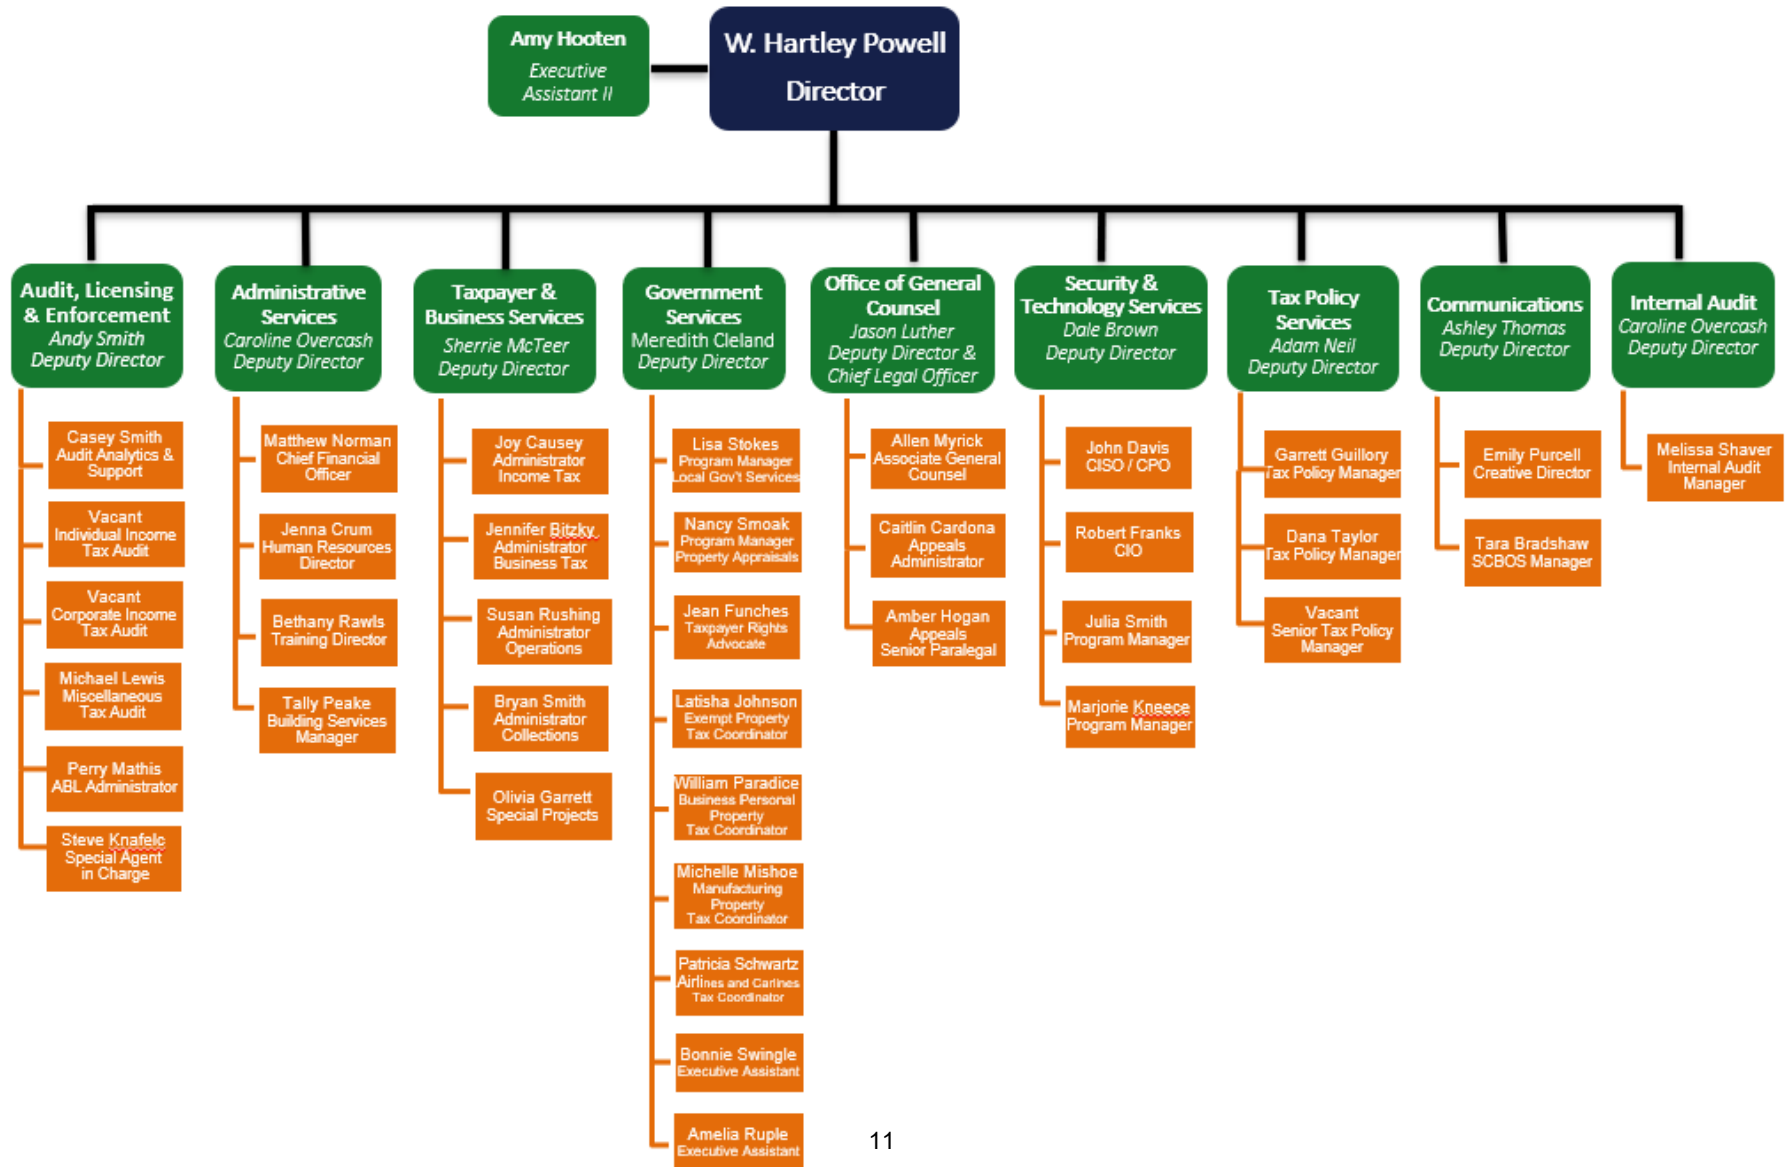 Amy Hooten
Executive
Assistant II
W. Hartley Powell
Director
Audit, Licensing
& Enforcement
Andy Smith
Deputy Director
Casey Smith
Audit Analytics &
Support
Vacant
Individual Income
Tax Audit
Vacant
Corporate Income
Tax Audit
Michael Lewis
Miscellaneous
Tax Audit
Perry Mathis
ABL Administrator
Steve Knafelc
Special Agent
in Charge
Administrative
Services
Caroline Overcash
Deputy Director
Matthew Norman
Chief Financial
Officer
Jenna Crum
Human Resources
Director
Bethany Rawls
Training Director
Tally Peake
Building Services
Manager
Taxpayer &
Business Services
Sherrie McTeer
Deputy Director
Joy Causey
Administrator
Income Tax
Jennifer Bitzky
Administrator
Business Tax
Susan Rushing
Administrator
Operations
Bryan Smith
Administrator
Collections
Olivia Garrett
Special Projects
Government
Services
Meredith Cleland
Deputy Director
Lisa Stokes
Program Manager
Local Gov't Services
Nancy Smoak
Program Manager
Property Appraisals
Jean Funches
Taxpayer Rights
Advocate
Latisha Johnson
Exempt Property
Tax Coordinator
William Paradice
Business Personal
Property
Tax Coordinator
Michelle Mishoe
Manufacturing
Property
Tax Coordinator
Patricia Schwartz
Airlines and Carlines
Tax Coordinator
Bonnie Swingle
Executive Assistant
Amelia Ruple
Executive Assistant
Office of General
Counsel
Jason Luther
Deputy Director &
Chief Legal Officer
Allen Myrick
Associate General
Counsel
Caitlin Cardona
Appeals
Administrator
Amber Hogan
Appeals
Senior Paralegal
Security &
Technology Services
Dale Brown
Deputy Director
John Davis
CISO / CPO
Robert Franks
CIO
Julia Smith
Program Manager
Marjorie Kneece
Program Manager
Tax Policy
Services
Adam Neil
Deputy Director
Garrett Guillory
Tax Policy Manager
Dana Taylor
Tax Policy Manager
Vacant
Senior Tax Policy
Manager
Communications
Ashley Thomas
Deputy Director
Emily Purcell
Creative Director
Tara Bradshaw
SCBOS Manager
Internal Audit
Caroline Overcash
Deputy Director
Melissa Shaver
Internal Audit
Manager
11